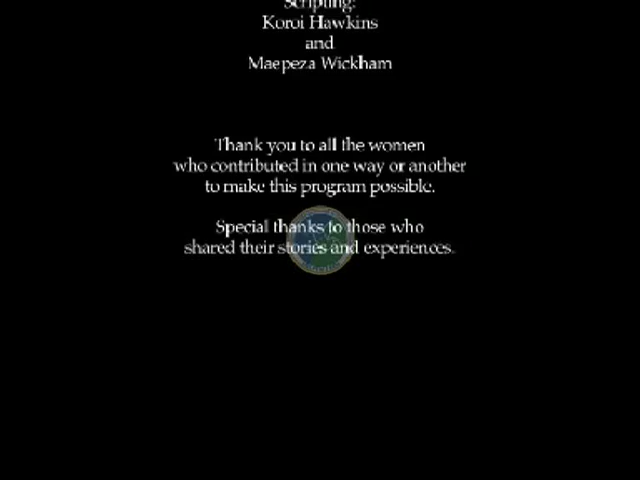 Scripting:
Koroi Hawkins
and
Maepeza Wickham
Thank you to all the women
who contributed in one way or another
to make this program possible.
Special thanks to those who
shared their stories and experiences.